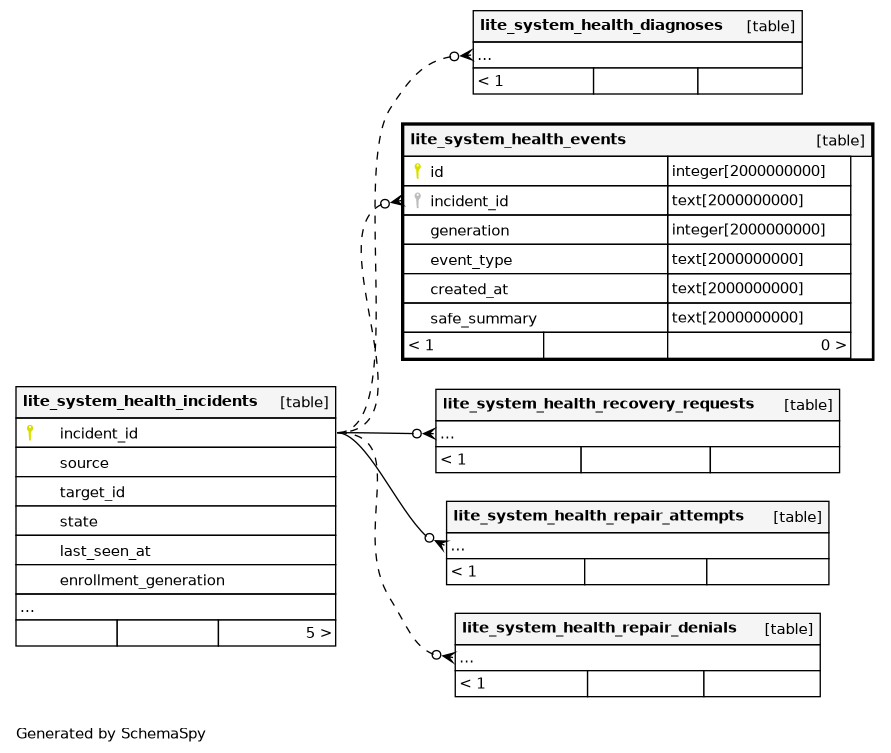 lite_system_health_diagnoses [table]
...
< 1
lite_system_health_events [table]
id integer[2000000000]
incident_id text[2000000000]
generation integer[2000000000]
event_type text[2000000000]
created_at text[2000000000]
safe_summary text[2000000000]
< 1 0 >
lite_system_health_incidents [table]
incident_id
source
target_id
state
last_seen_at
enrollment_generation
...
5 >
lite_system_health_recovery_requests [table]
...
< 1
lite_system_health_repair_attempts [table]
...
< 1
lite_system_health_repair_denials [table]
...
< 1
Generated by SchemaSpy